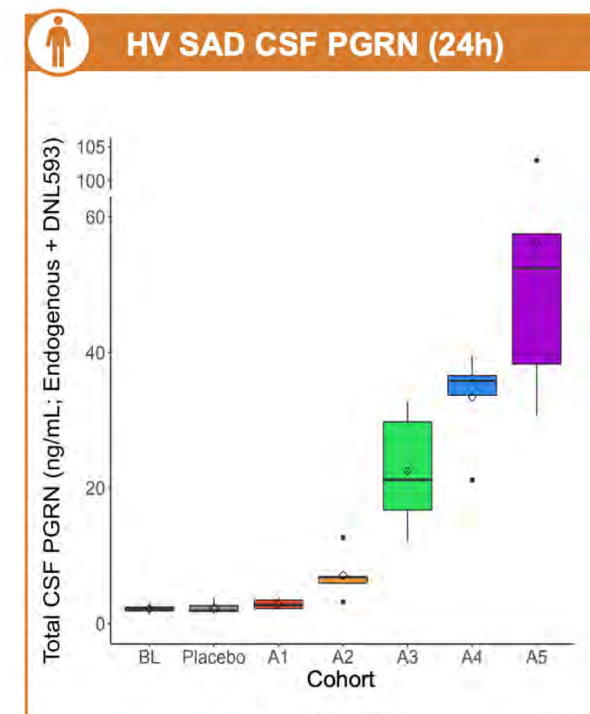 HV SAD CSF PGRN (24h)
Total CSF PGRN (ng/mL; Endogenous + DNL593)
105
100
60
40
20
0
BL Placebo A1 A2 A3 A4 A5
Cohort